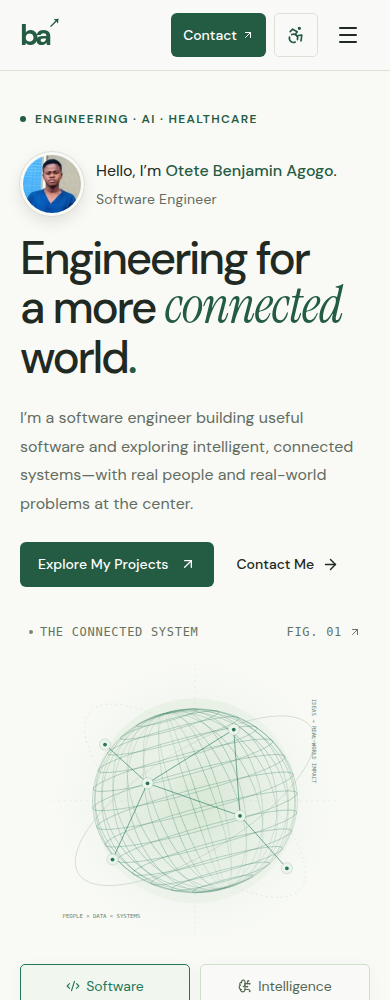 ba
Contact
ENGINEERING · AI · HEALTHCARE
Hello, I’m Otete Benjamin Agogo.
Software Engineer
Engineering for
a more connected
world.
I’m a software engineer building useful
software and exploring intelligent, connected
systems—with real people and real-world
problems at the center.
Explore My Projects
Contact Me
THE CONNECTED SYSTEM
FIG. 01
IDEAS → REAL-WORLD IMPACT
PEOPLE × DATA × SYSTEMS
Software
Intelligence